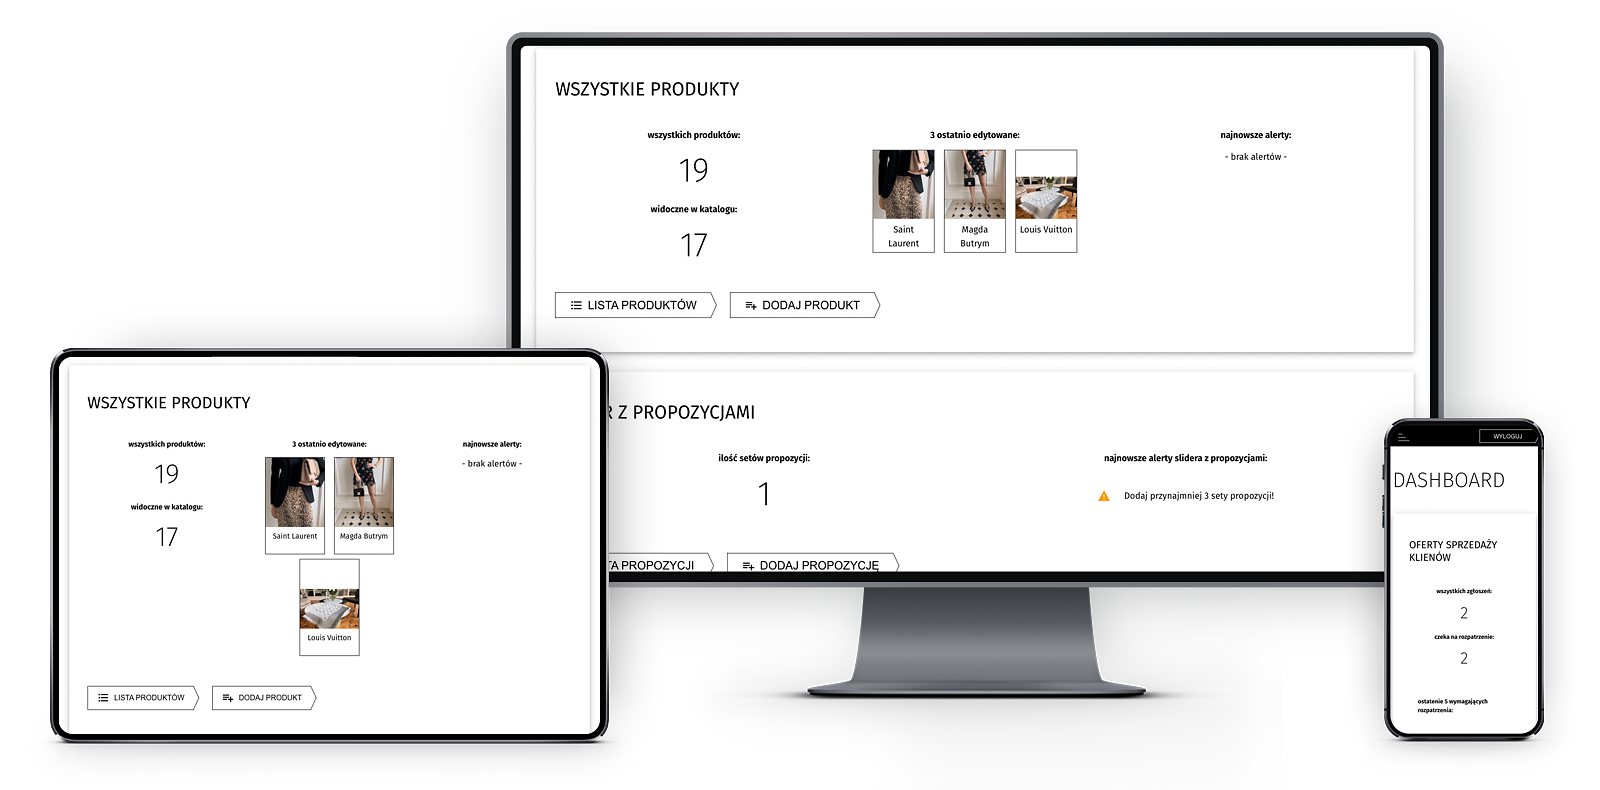 WSZYSTKIE PRODUKTY
wszystkich produktów:
19
widoczne w katalogu:
17
3 ostatnio edytowane:
Saint
Laurent
Magda
Butrym
Louis Vuitton
najnowsze alerty:
- brak alertów -
LISTA PRODUKTÓW
DODAJ PRODUKT
Z PROPOZYCJAMI
ilość setów propozycji:
1
najnowsze alerty slidera z propozycjami:
Dodaj przynajmniej 3 sety propozycji!
TA PROPOZYCJI
DODAJ PROPOZYCJĘ
WSZYSTKIE PRODUKTY
wszystkich produktów:
19
widoczne w katalogu:
17
3 ostatnio edytowane:
Saint Laurent
Magda Butrym
Louis Vuitton
najnowsze alerty:
- brak alertów -
LISTA PRODUKTÓW
DODAJ PRODUKT
WYLOGUJ
DASHBOARD
OFERTY SPRZEDAŻY
KLIENÓW
wszystkich zgłoszeń:
2
czeka na rozpatrzenie:
2
ostatenie 5 wymagających
rozpatrzenia: